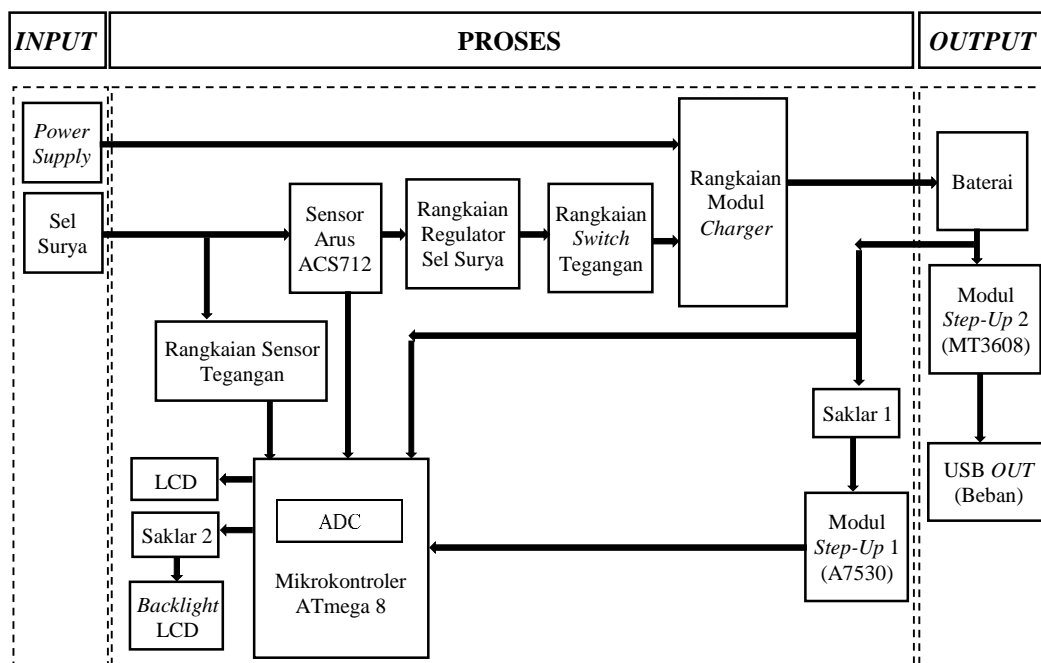 INPUT
PROSES
OUTPUT
Power
Supply
Sel
Surya
Sensor
Arus
ACS712
Rangkaian
Regulator
Sel Surya
Rangkaian
Switch
Tegangan
Rangkaian
Modul
Charger
Baterai
Modul
Step-Up 2
(MT3608)
Rangkaian Sensor
Tegangan
Saklar 1
USB OUT
(Beban)
LCD
ADC
Saklar 2
Modul
Step-Up 1
(A7530)
Mikrokontroler
ATmega 8
Backlight
LCD